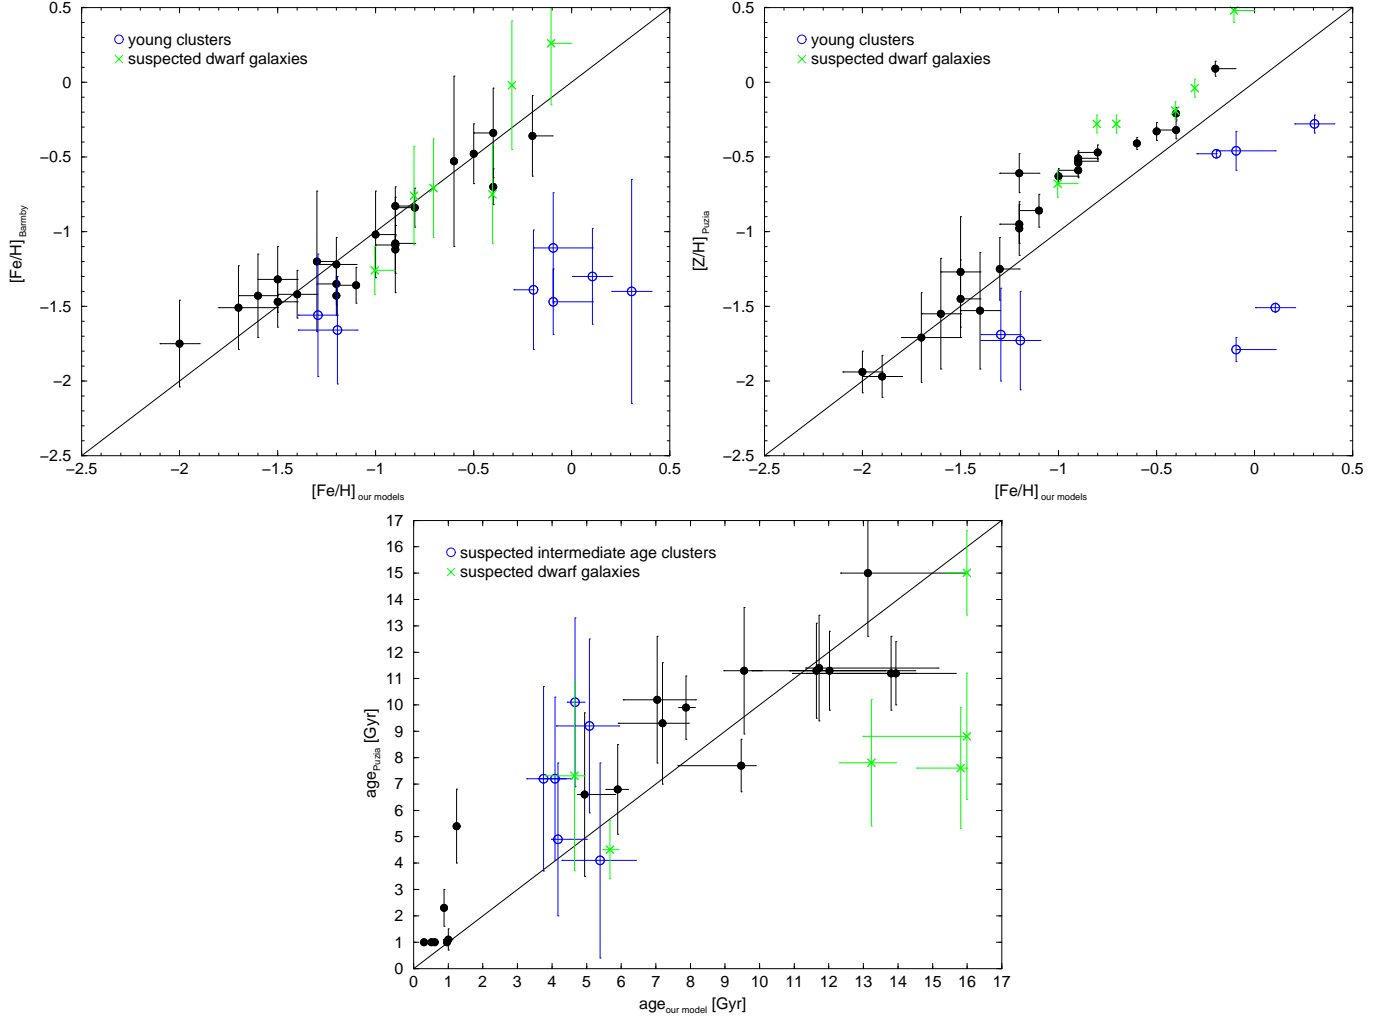 0.5
young clusters
suspected dwarf galaxies
0
−0.5
−1
−1.5
−2
−2.5
[Fe/H] Barmby
−2.5 −2 −1.5 −1 −0.5 0 0.5
[Fe/H] our models
0.5
young clusters
suspected dwarf galaxies
0
−0.5
−1
−1.5
−2
−2.5
[Z/H] Puzia
−2.5 −2 −1.5 −1 −0.5 0 0.5
[Fe/H] our models
17
16
suspected intermediate age clusters
suspected dwarf galaxies
15
14
13
12
11
10
9
8
7
6
5
4
3
2
1
0
age Puzia [Gyr]
0 1 2 3 4 5 6 7 8 9 10 11 12 13 14 15 16 17
age our model [Gyr]